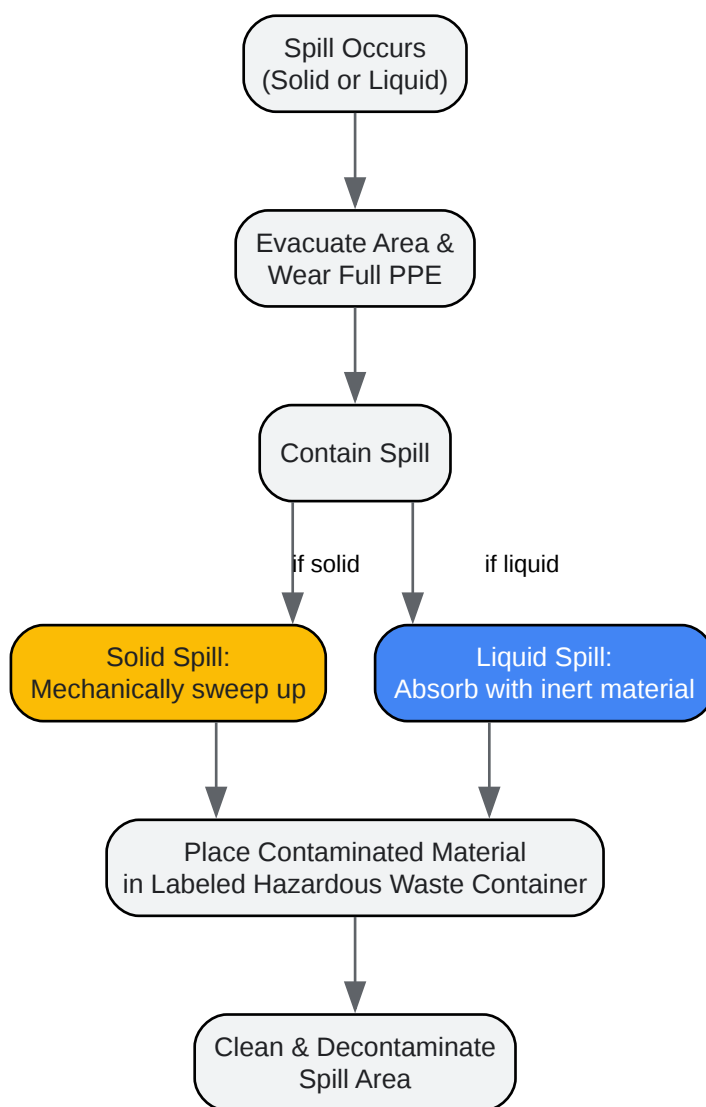 Spill Occurs
(Solid or Liquid)
Evacuate Area &
Wear Full PPE
Contain Spill
if solid
if liquid
Solid Spill:
Mechanically sweep up
Liquid Spill:
Absorb with inert material
Place Contaminated Material
in Labeled Hazardous Waste Container
Clean & Decontaminate
Spill Area